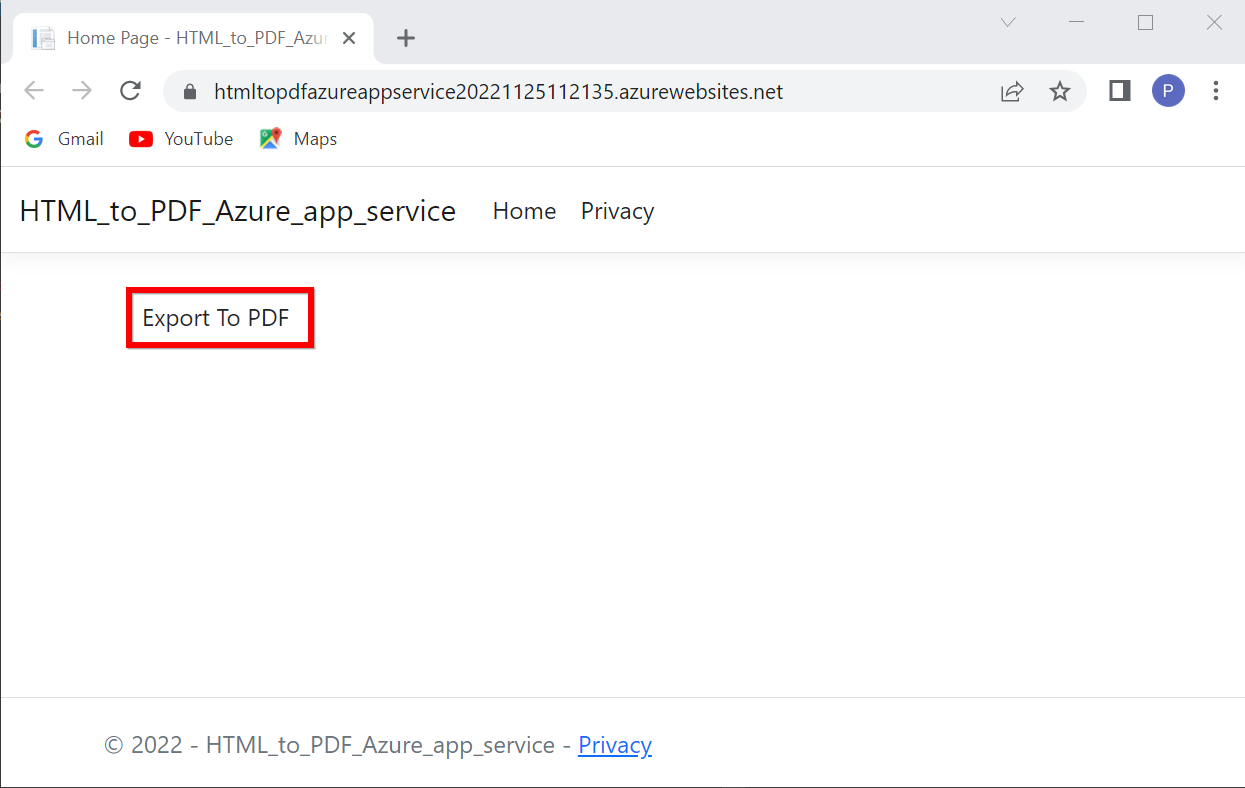 Home Page - HTML_to_PDF_Azur
htmltopdfazureappservice20221125112135.azurewebsites.net
P
Gmail YouTube Maps
HTML_to_PDF_Azure_app_service Home Privacy
Export To PDF
© 2022 - HTML_to_PDF_Azure_app_service - Privacy